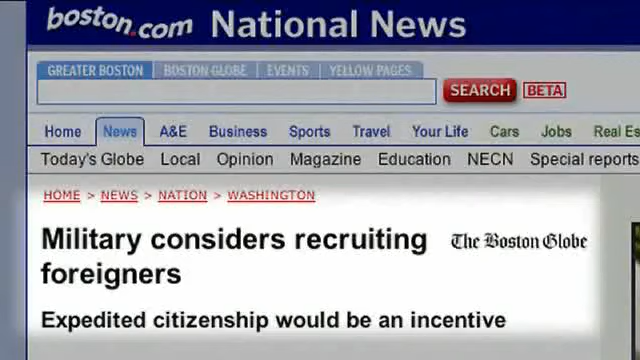 boston.com National News
GREATER BOSTON BOSTON GLOBE EVENTS YELLOW PAGES
SEARCH BETA
Home News A&E Business Sports Travel Your Life Cars Jobs Real Es
Today's Globe Local Opinion Magazine Education NECN Special reports
HOME > NEWS > NATION > WASHINGTON
Military considers recruiting
foreigners
The Boston Globe
Expedited citizenship would be an incentive